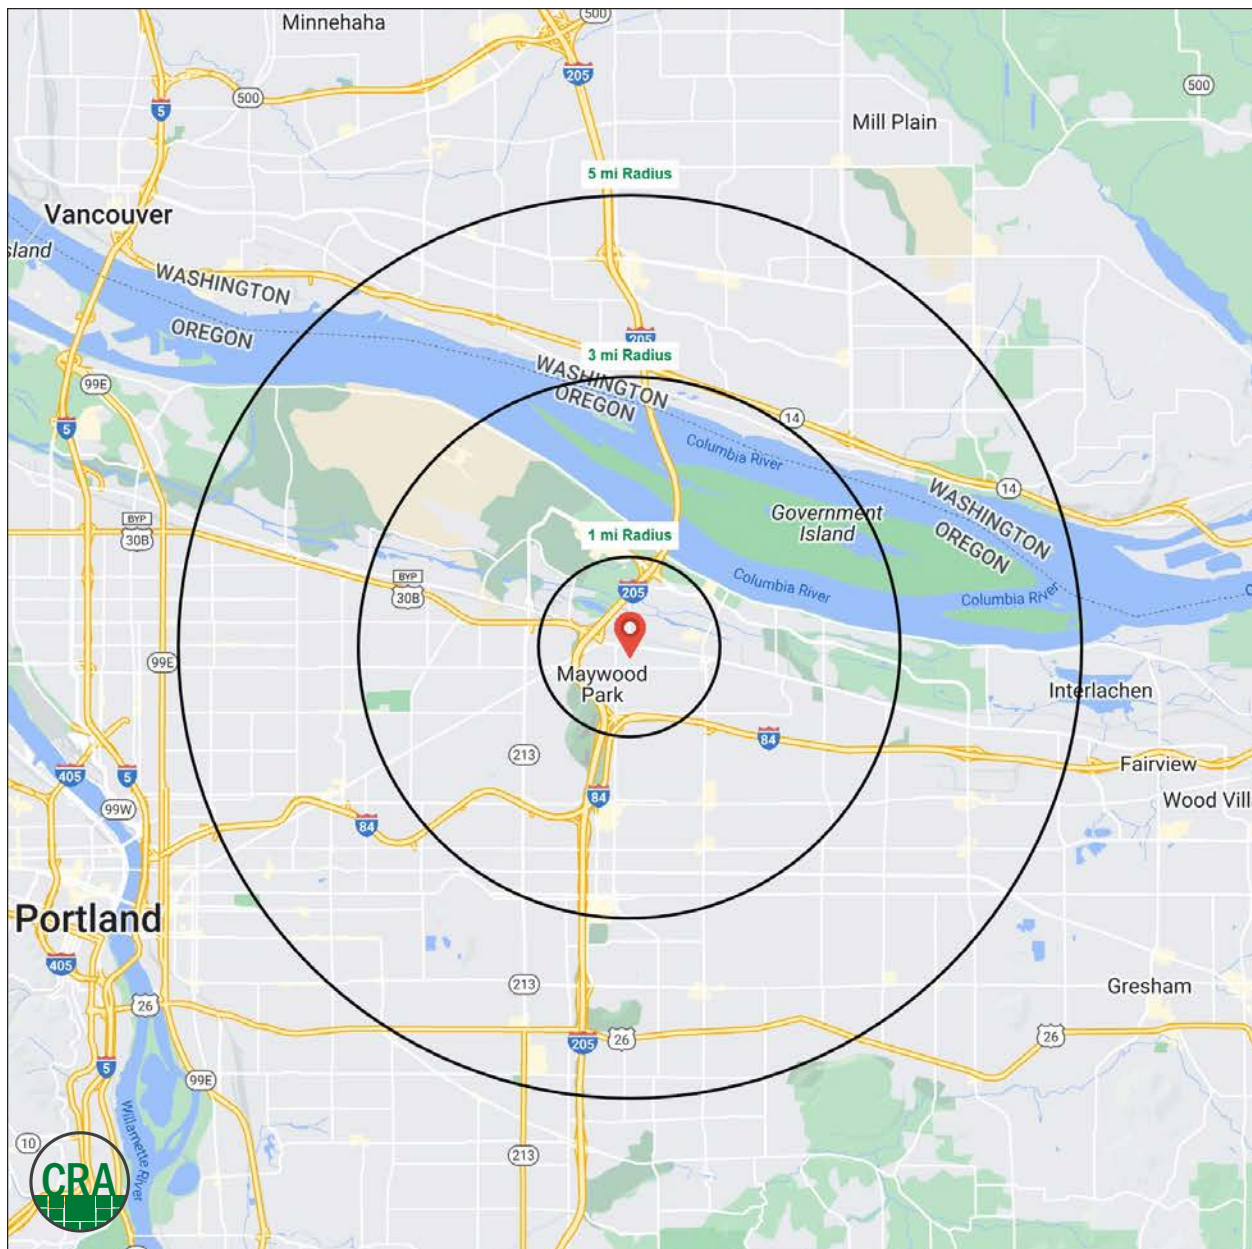 Minnehaha
500
205
500
5
500
Mill Plain
5 mi Radius
Vancouver
sland
WASHINGTON
OREGON
205
3 mi Radius
WASHINGTON
OREGON
99E
14
5
Columbia River
14
WASHINGTON
OREGON
Government
Island
BYP
30B
1 mi Radius
BYP
30B
205
Columbia River
Columbia River
99E
Maywood
Park
Interlachen
84
213
405
5
Fairview
99W
84
84
Wood Vill
Portland
405
213
Gresham
26
205
26
26
5
99E
Willamette River
10
213
CRA